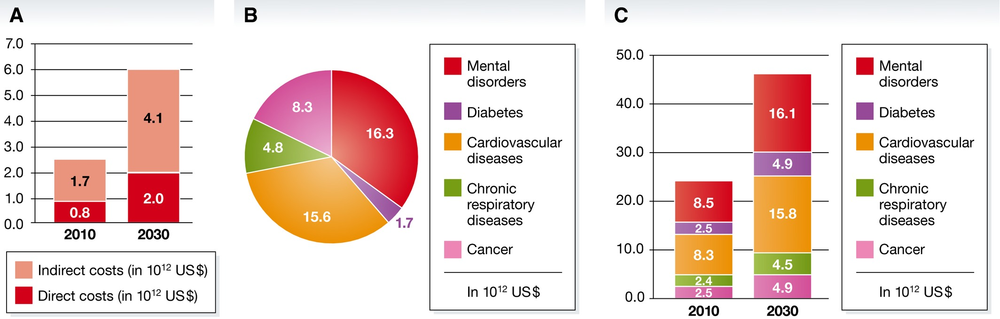 A
7.0
6.0
5.0
4.0
3.0
2.0
1.0
0.0
1.7
0.8
4.1
2.0
2010 2030
Indirect costs (in 10¹² US$)
Direct costs (in 10¹² US$)
B
16.3
1.7
15.6
4.8
8.3
Mental
disorders
Diabetes
Cardiovascular
diseases
Chronic
respiratory
diseases
Cancer
In 10¹² US$
C
50.0
40.0
30.0
20.0
10.0
0.0
8.5
2.5
8.3
2.4
2.5
16.1
4.9
15.8
4.5
4.9
2010 2030
Mental
disorders
Diabetes
Cardiovascular
diseases
Chronic
respiratory
diseases
Cancer
In 10¹² US$